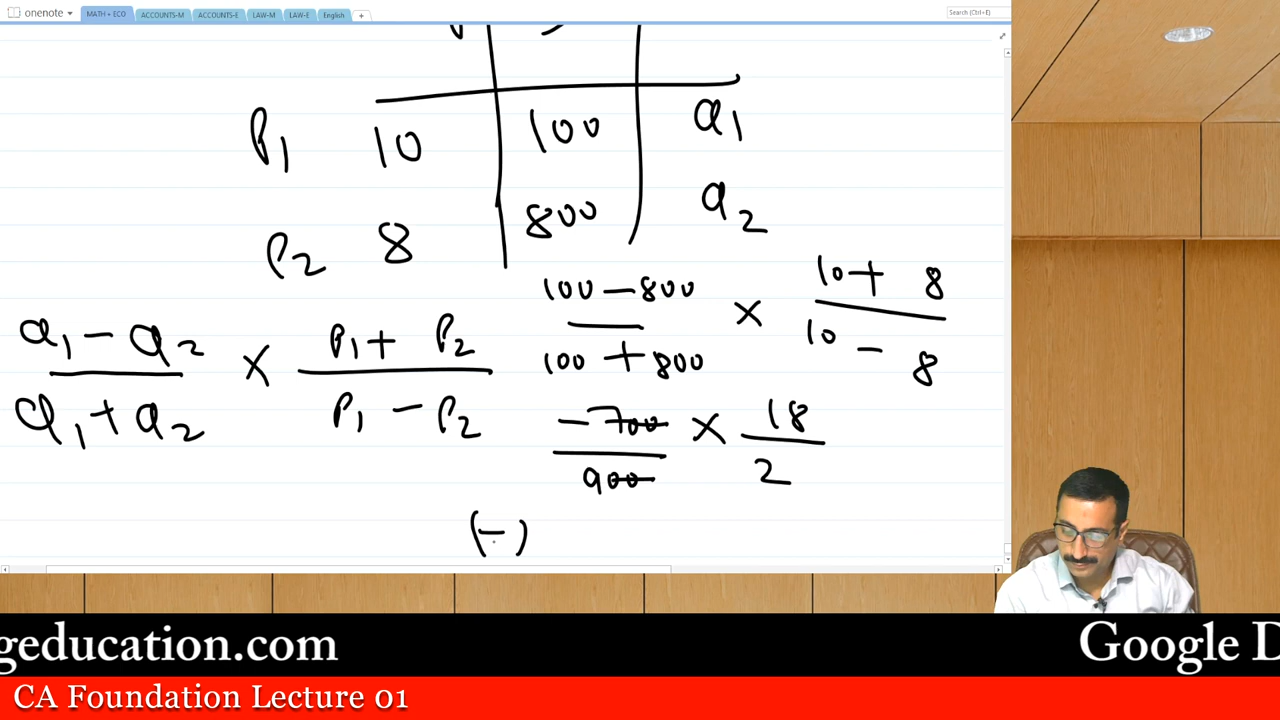 onenote MATH + ECO ACCOUNTS-M ACCOUNTS-E LAW-M LAW-E English + Search (Ctrl+E)
P1 10 100 Q1
P2 8 800 Q2
Q1 - Q2 / Q1 + Q2 × P1 + P2 / P1 - P2
100 - 800 / 100 + 800 × 10 + 8 / 10 - 8
-700 / 900 × 18 / 2
(-)
geducation.com Google D
CA Foundation Lecture 01